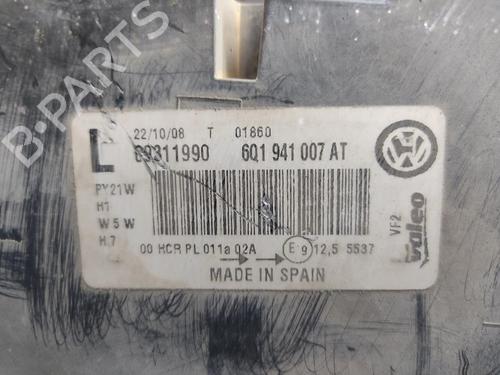 22/10/08 T 01860
L 89311990 6Q1 941 007 AT
PY21W
H1
W5W
H7
00 HCR PL 011a 02A E9 12,5 5537
MADE IN SPAIN
VF2
valeo
B-PARTS